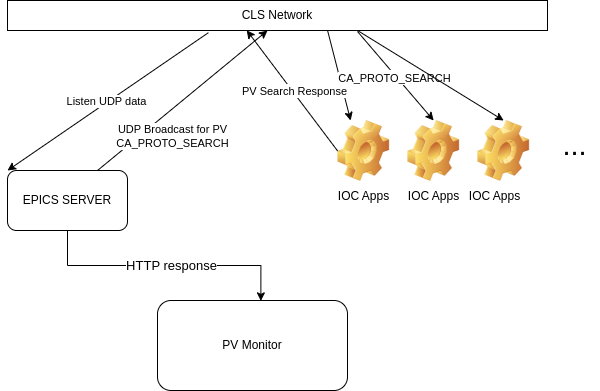 CLS Network
Listen UDP data
PV Search Response
CA_PROTO_SEARCH
UDP Broadcast for PV
CA_PROTO_SEARCH
EPICS SERVER
IOC Apps
IOC Apps
IOC Apps
...
HTTP response
PV Monitor